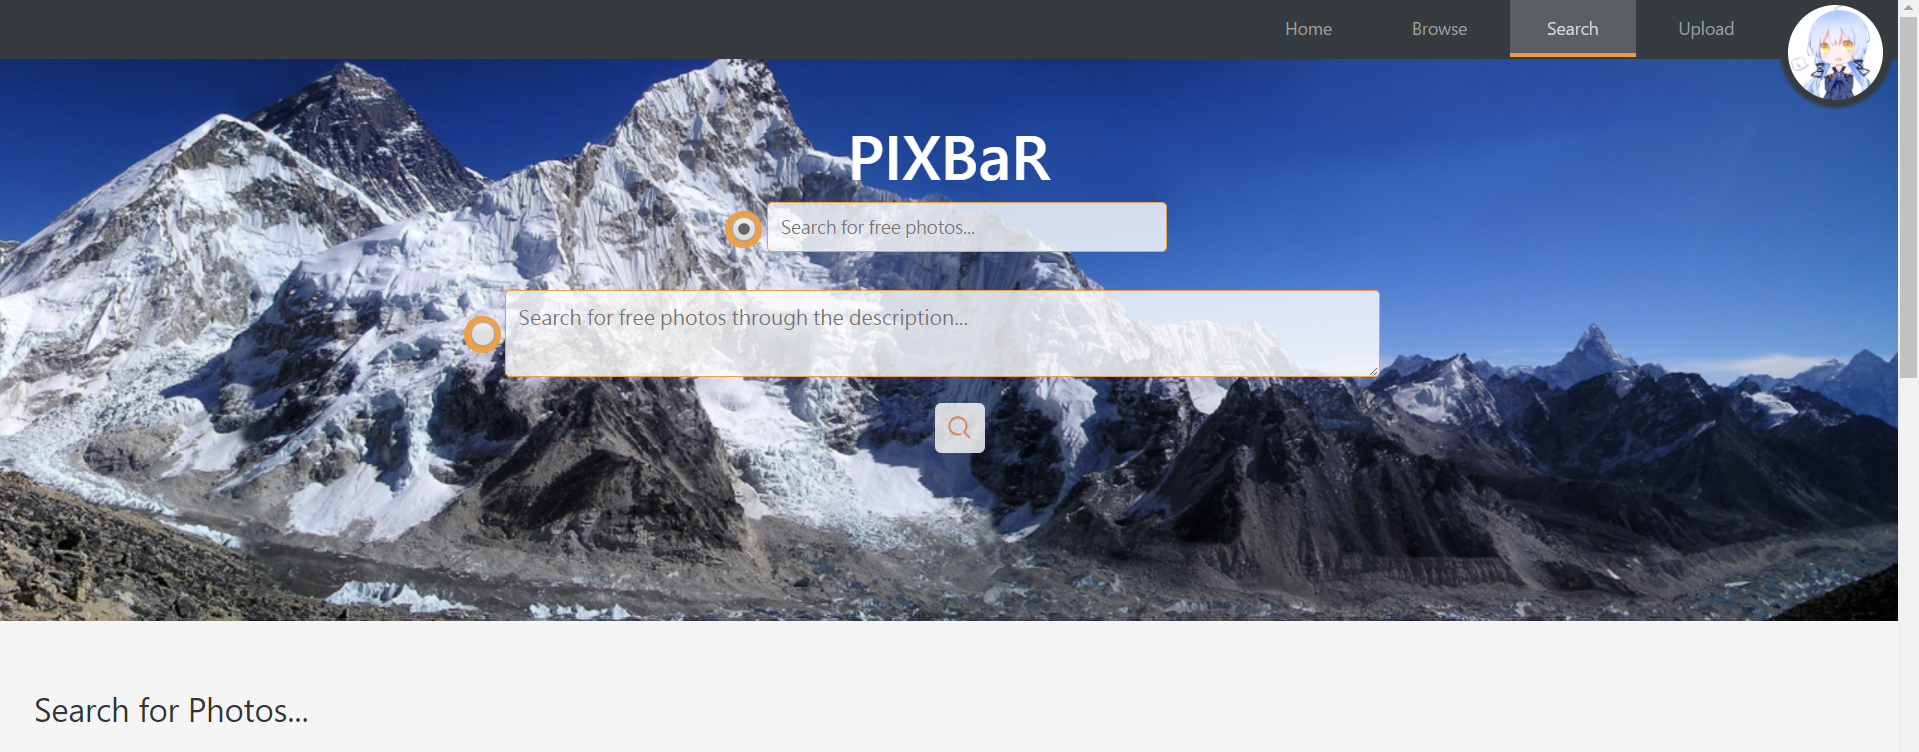 Home Browse Search Upload
PIXBaR
Search for free photos...
Search for free photos through the description...
Search for Photos...